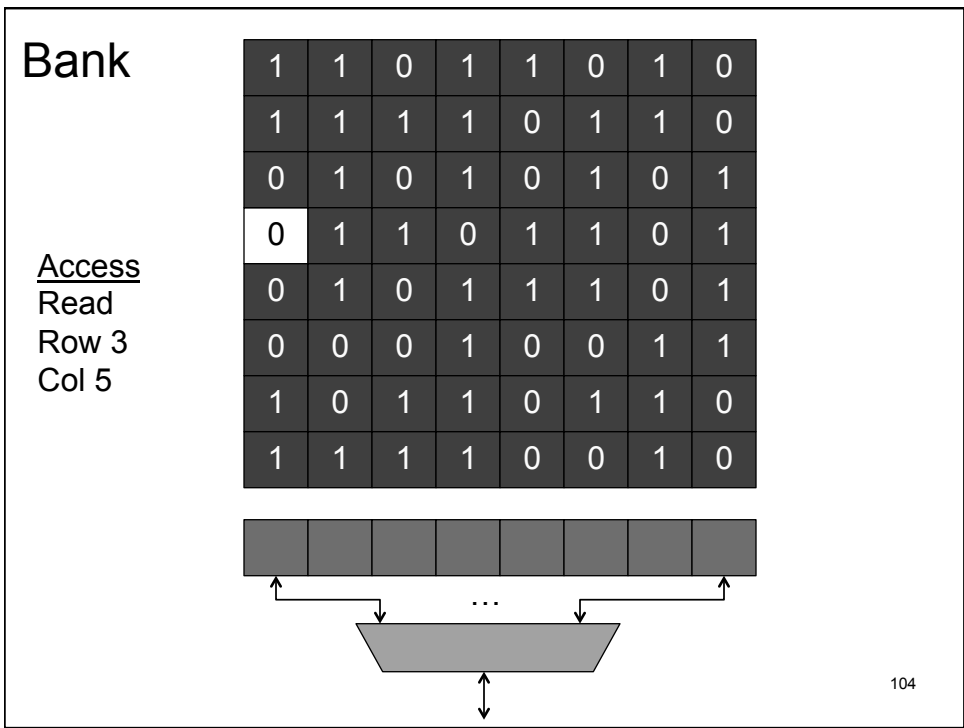 Bank
1 1 0 1 1 0 1 0
1 1 1 1 0 1 1 0
0 1 0 1 0 1 0 1
0 1 1 0 1 1 0 1
0 1 0 1 1 1 0 1
0 0 0 1 0 0 1 1
1 0 1 1 0 1 1 0
1 1 1 1 0 0 1 0
Access
Read
Row 3
Col 5
...
104